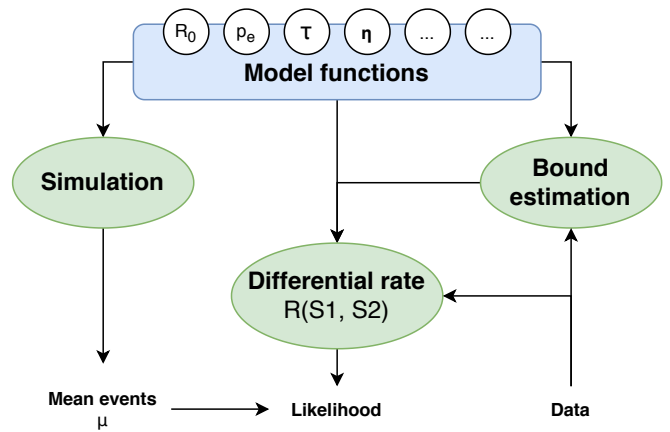 R0 pe τ η ... ...
Model functions
Simulation
Bound
estimation
Differential rate
R(S1, S2)
Mean events
μ
Likelihood
Data